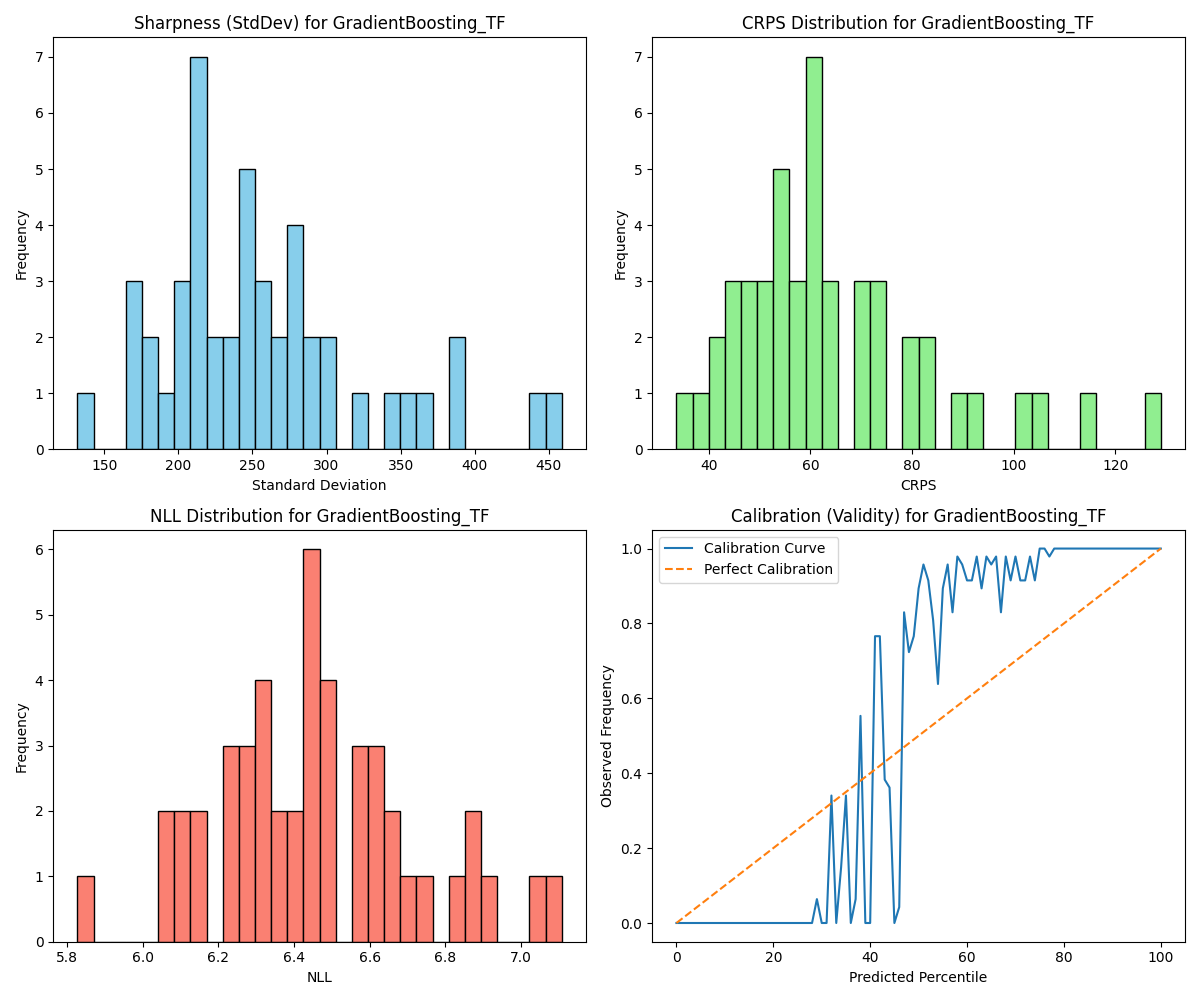 Sharpness (StdDev) for GradientBoosting_TF
7
6
5
4
3
2
1
0
Frequency
150 200 250 300 350 400 450
Standard Deviation
CRPS Distribution for GradientBoosting_TF
7
6
5
4
3
2
1
0
Frequency
40 60 80 100 120
CRPS
NLL Distribution for GradientBoosting_TF
6
5
4
3
2
1
0
Frequency
5.8 6.0 6.2 6.4 6.6 6.8 7.0
NLL
Calibration (Validity) for GradientBoosting_TF
Calibration Curve
Perfect Calibration
1.0
0.8
0.6
0.4
0.2
0.0
Observed Frequency
0 20 40 60 80 100
Predicted Percentile